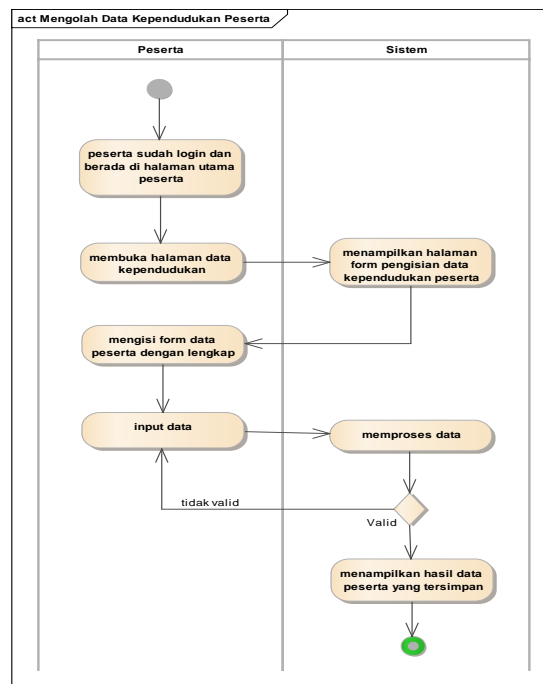 act Mengolah Data Kependudukan Peserta
Peserta
Sistem
peserta sudah login dan
berada di halaman utama
peserta
membuka halaman data
kependudukan
menampilkan halaman
form pengisian data
kependudukan peserta
mengisi form data
peserta dengan lengkap
input data
memproses data
tidak valid
Valid
menampilkan hasil data
peserta yang tersimpan